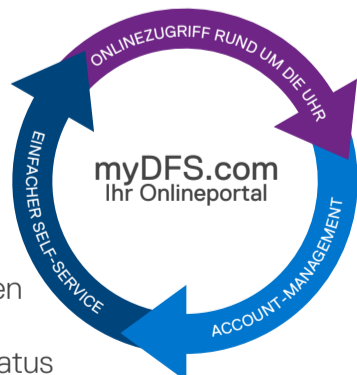 ONLINEZUGRIFF RUND UM DIE UHR
EINFACHER SELF-SERVICE
myDFS.com
Ihr Onlineportal
ACCOUNT-MANAGEMENT